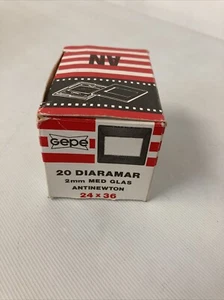 AN
Gepe
20 DIARAMAR
2mm MED GLAS
ANTINEWTON
24 x 36